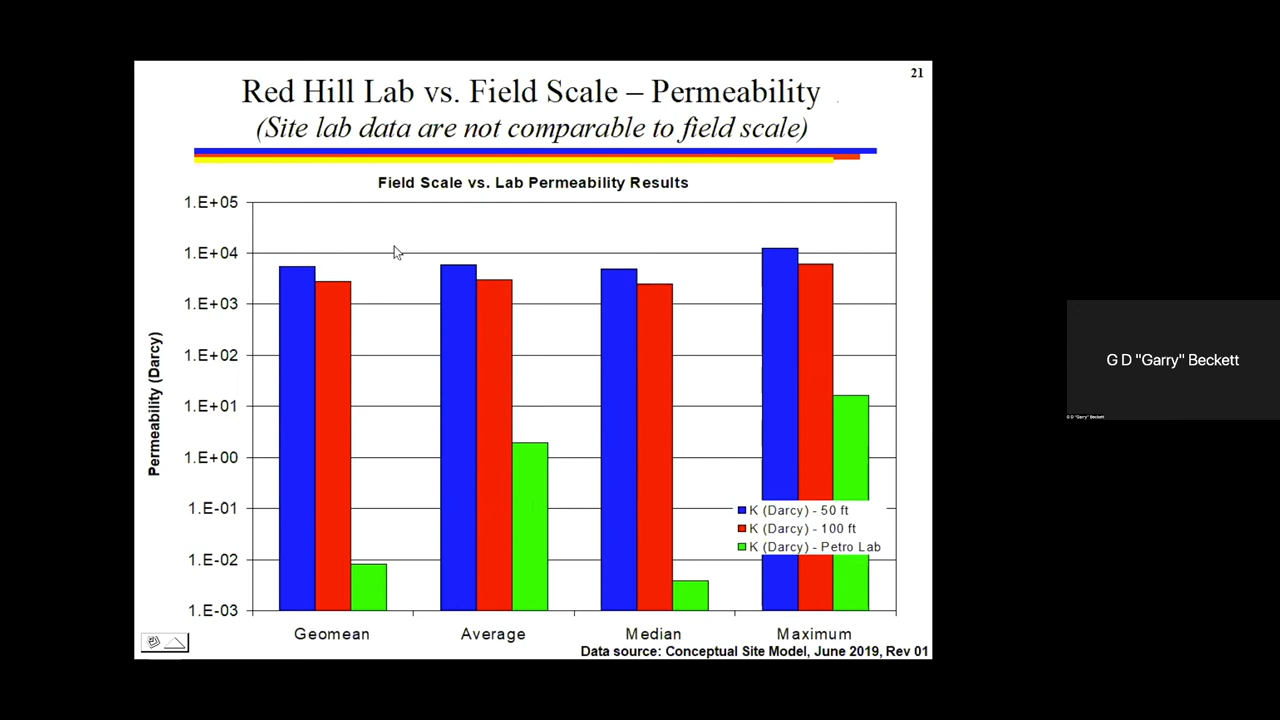 21
Red Hill Lab vs. Field Scale – Permeability
(Site lab data are not comparable to field scale)
Field Scale vs. Lab Permeability Results
1.E+05
1.E+04
1.E+03
1.E+02
1.E+01
1.E+00
1.E-01
1.E-02
1.E-03
Permeability (Darcy)
K (Darcy) - 50 ft
K (Darcy) - 100 ft
K (Darcy) - Petro Lab
Geomean Average Median Maximum
Data source: Conceptual Site Model, June 2019, Rev 01
G D "Garry" Beckett
G D "Garry" Beckett